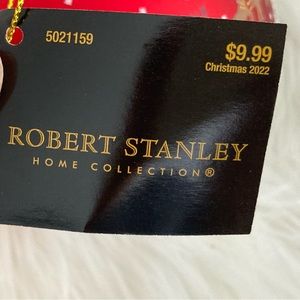 5021159
$9.99
Christmas 2022
ROBERT STANLEY
HOME COLLECTION®